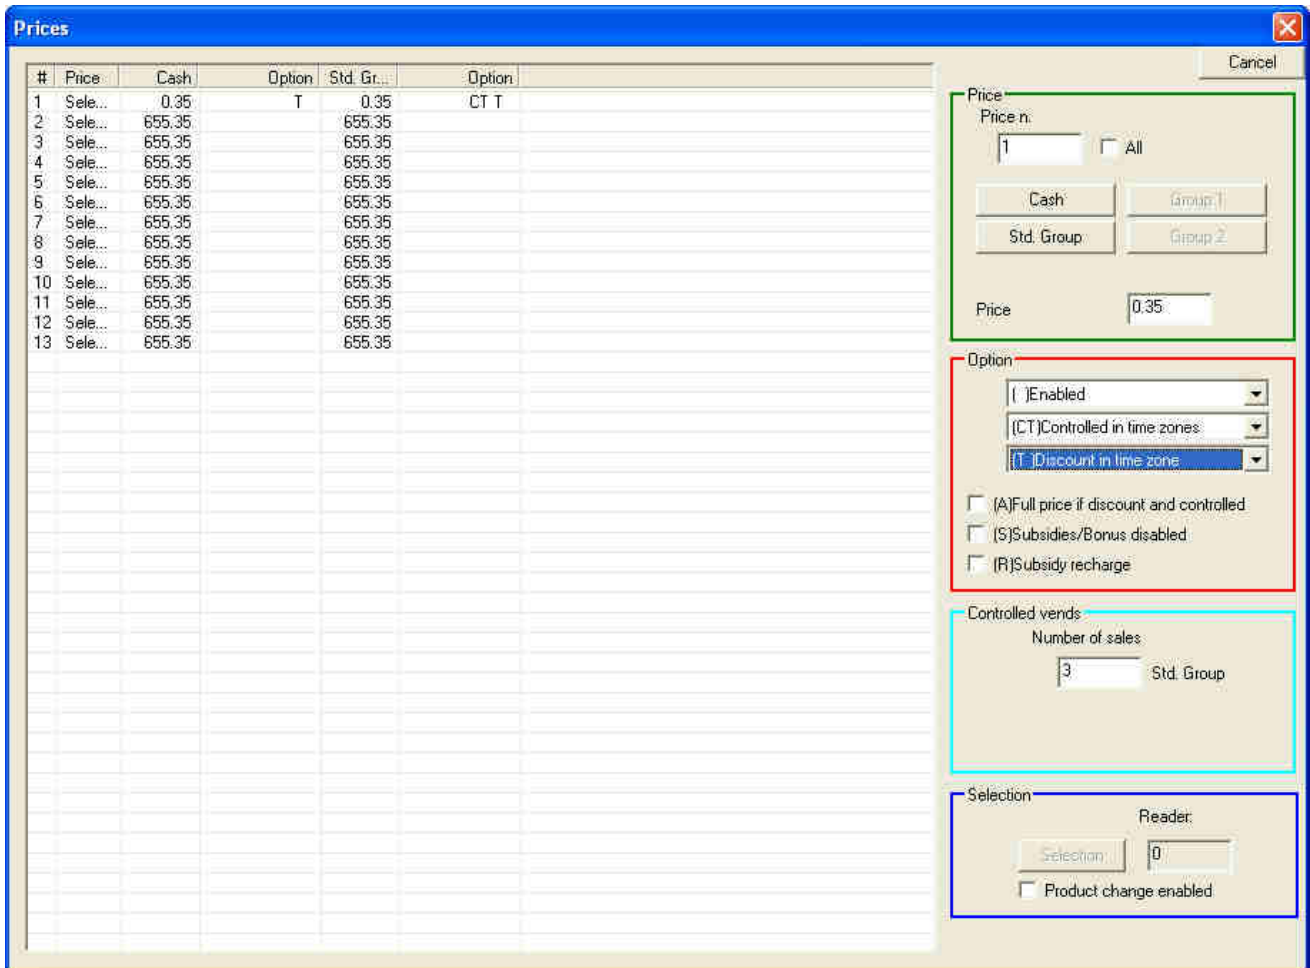 Prices
Cancel
# Price Cash Option Std. Gr... Option
1 Sele... 0.35 T 0.35 CT T
2 Sele... 655.35 655.35
3 Sele... 655.35 655.35
4 Sele... 655.35 655.35
5 Sele... 655.35 655.35
6 Sele... 655.35 655.35
7 Sele... 655.35 655.35
8 Sele... 655.35 655.35
9 Sele... 655.35 655.35
10 Sele... 655.35 655.35
11 Sele... 655.35 655.35
12 Sele... 655.35 655.35
13 Sele... 655.35 655.35
Price
Price n.
1 All
Cash Group 1
Std. Group Group 2
Price 0.35
Option
( )Enabled
(CT)Controlled in time zones
(T )Discount in time zone
(A)Full price if discount and controlled
(S)Subsidies/Bonus disabled
(R)Subsidy recharge
Controlled vends
Number of sales
3 Std. Group
Selection
Reader:
Selection 0
Product change enabled